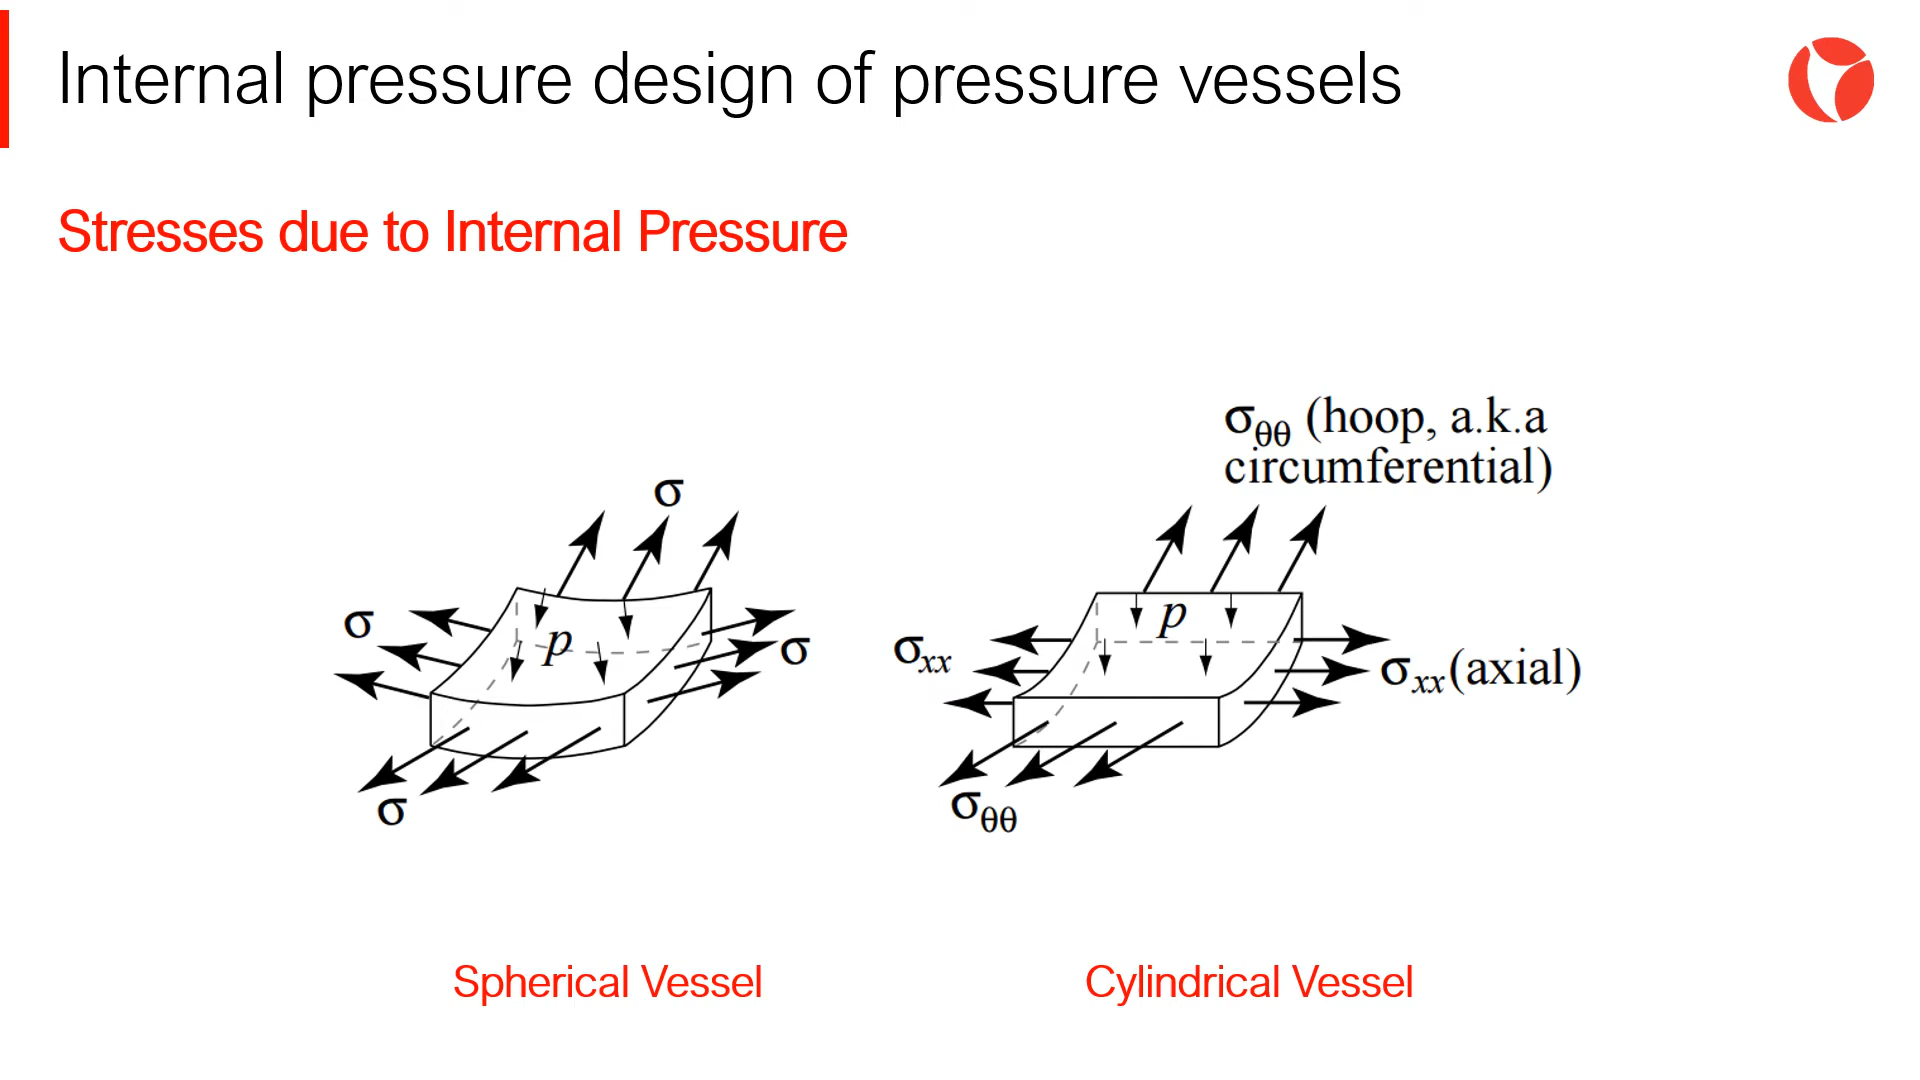 Internal pressure design of pressure vessels
Stresses due to Internal Pressure
σθθ (hoop, a.k.a
circumferential)
σ
σ
p
σ
σ
p
σxx
σxx(axial)
σθθ
Spherical Vessel
Cylindrical Vessel